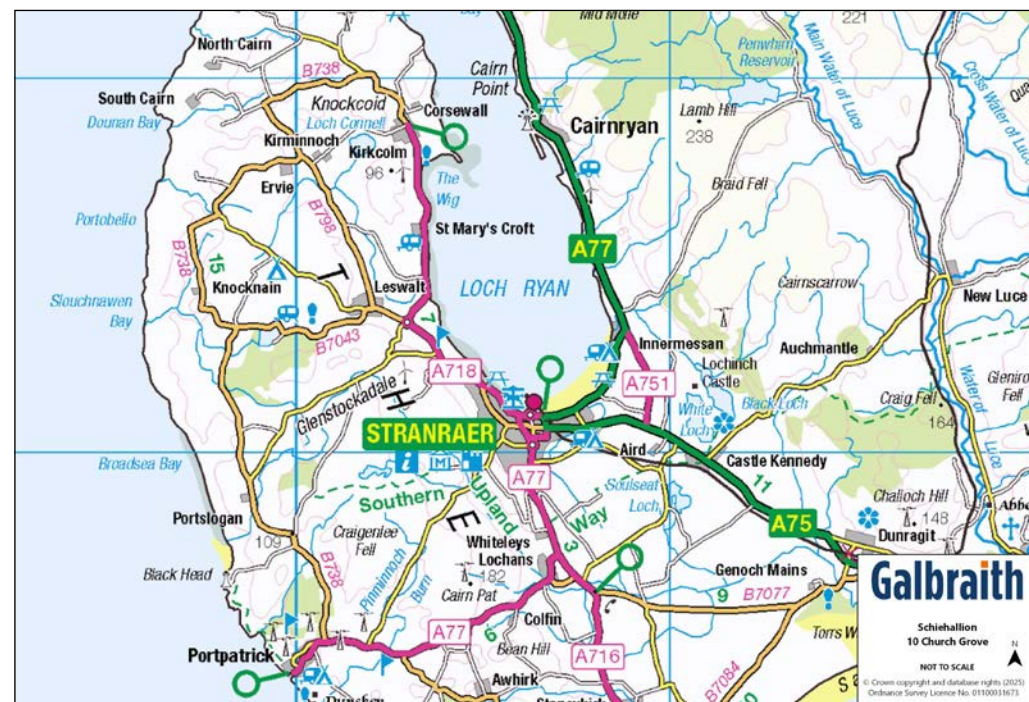 Mid Moile
221
North Cairn
B738
Cairn
Point
Penwhirn
Reservoir
Main Water of Luce
Cross Water of Luce
South Cairn
Dounan Bay
Knockcoid
Loch Connell
Corsewall
Cairnryan
Lamb Hill
238
Kirminnoch
Kirkcolm
96
Ervie
The
Wig
Braid Fell
Portobello
B798
St Mary's Croft
A77
B738
15
Knocknain
T
Leswalt
LOCH RYAN
Cairnscarrow
New Luce
Slouchnawen
Bay
B7043
7
Innermessan
Auchmantle
A718
A751
Lochinch
Castle
Glenstockadale
H
White
Loch
Black Loch
Craig Fell
164
Water of
Luce
STRANRAER
Aird
Castle Kennedy
Broadsea Bay
A77
11
Southern
Upland
Way
Soulseat
Loch
E
Challoch Hill
148
A75
Portslogan
Craigenlee
Fell
109
Whiteleys
Lochans
3
Dunragit
Black Head
B738
Piminnoch
Burn
182
Cairn Pat
Genoch Mains
9
B7077
Colfin
A77
6
Bean Hill
A716
Portpatrick
Awhirk
B7084
Galbraith
Schiehallion
10 Church Grove
N
NOT TO SCALE
© Crown copyright and database rights (2025)
Ordnance Survey Licence No. 01100031673